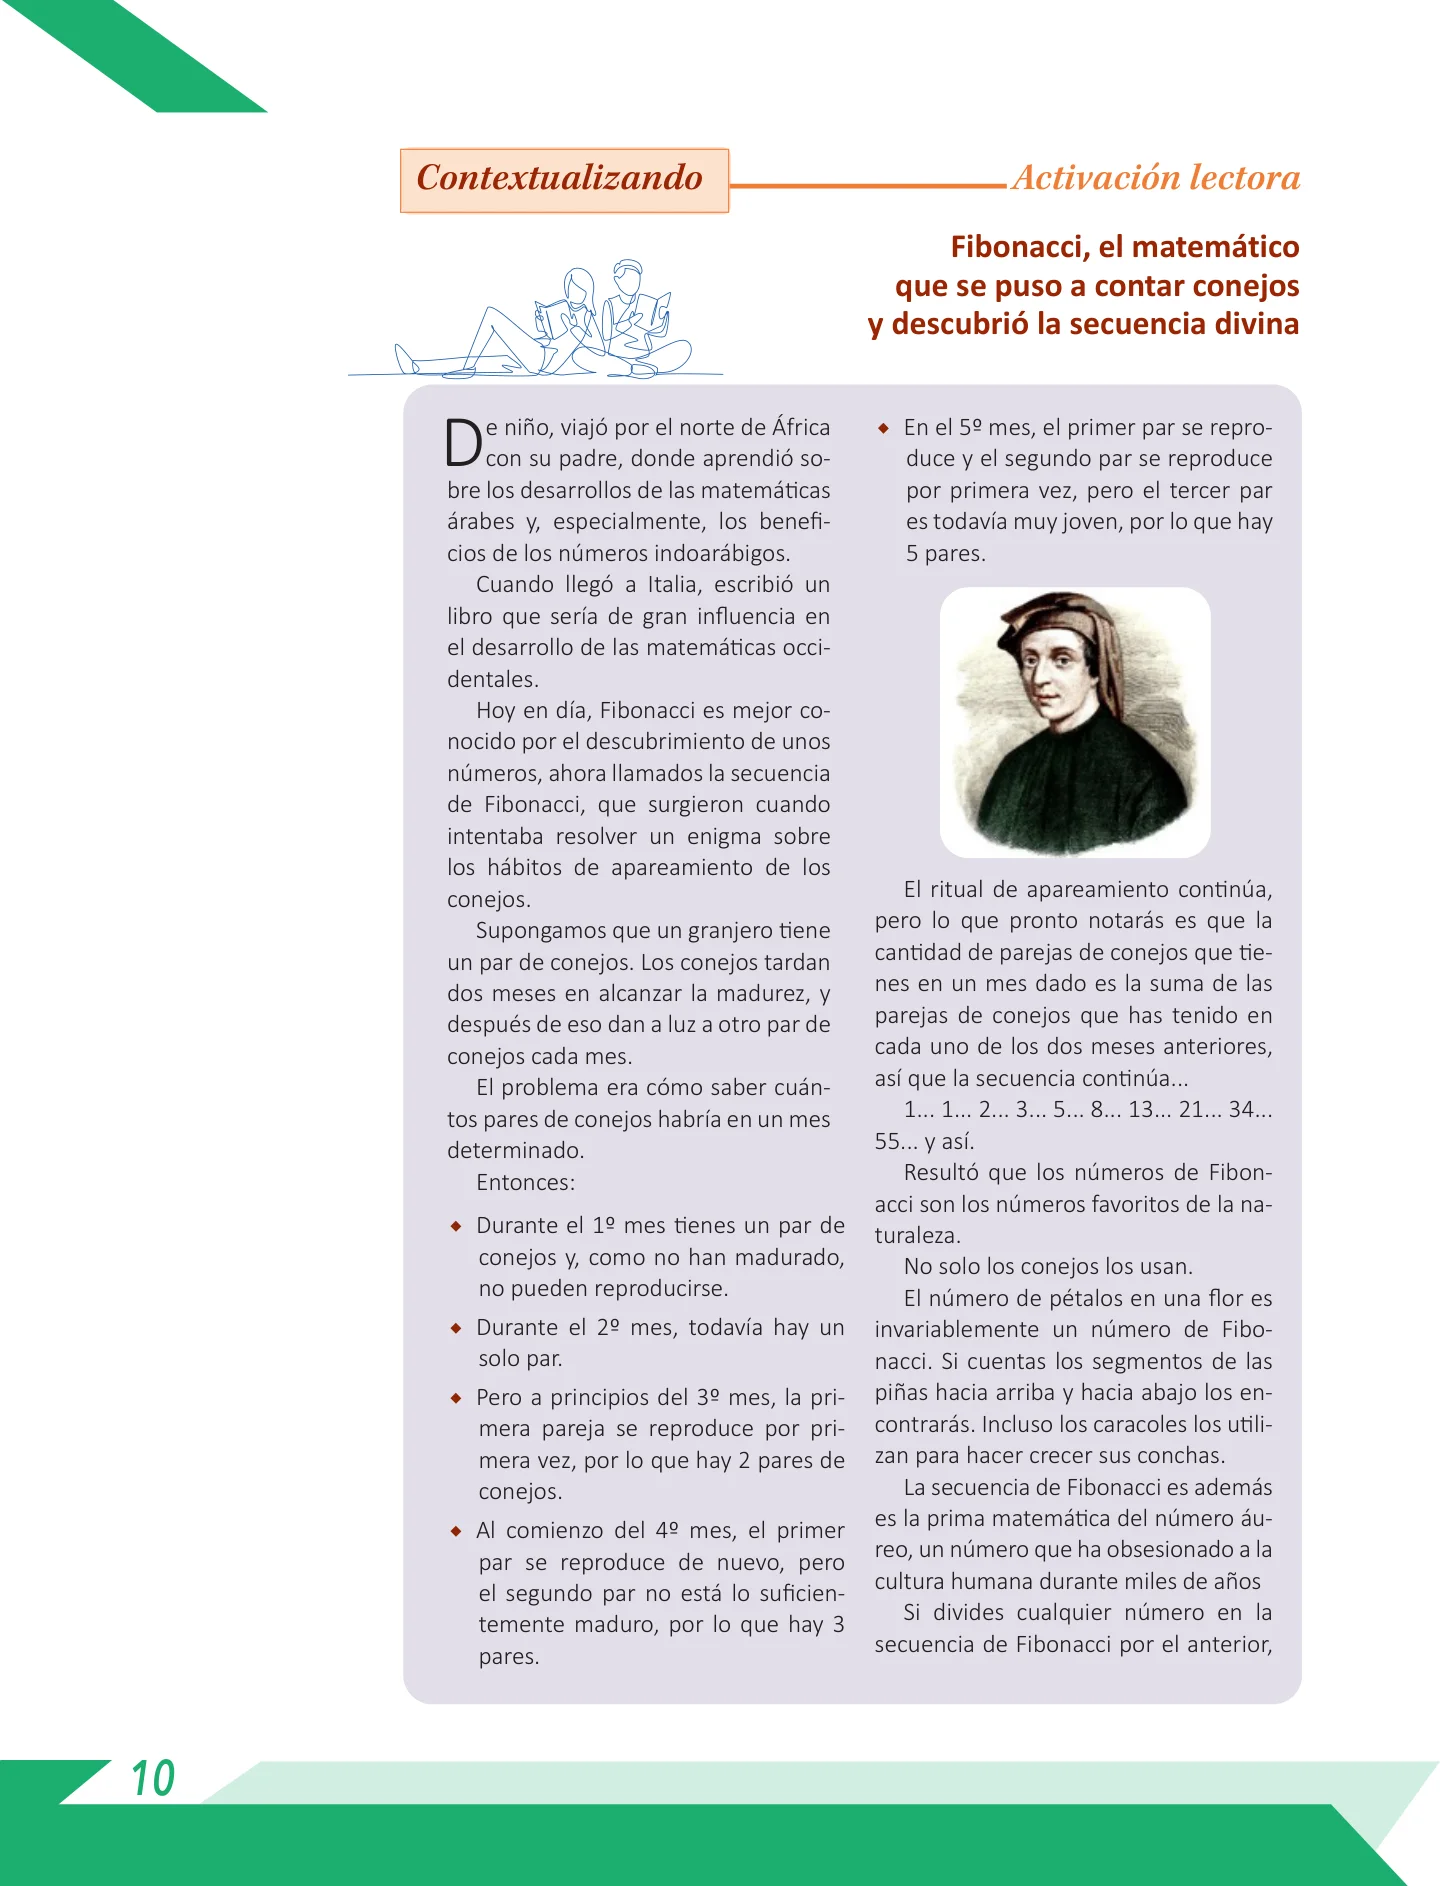 Contextualizando
Activación lectora
Fibonacci, el matemático
que se puso a contar conejos
y descubrió la secuencia divina
De niño, viajó por el norte de África
con su padre, donde aprendió so-
bre los desarrollos de las matemáticas
árabes y, especialmente, los benefi-
cios de los números indoarábigos.
Cuando llegó a Italia, escribió un
libro que sería de gran influencia en
el desarrollo de las matemáticas occi-
dentales.
Hoy en día, Fibonacci es mejor co-
nocido por el descubrimiento de unos
números, ahora llamados la secuencia
de Fibonacci, que surgieron cuando
intentaba resolver un enigma sobre
los hábitos de apareamiento de los
conejos.
Supongamos que un granjero tiene
un par de conejos. Los conejos tardan
dos meses en alcanzar la madurez, y
después de eso dan a luz a otro par de
conejos cada mes.
El problema era cómo saber cuán-
tos pares de conejos habría en un mes
determinado.
Entonces:
◆ Durante el 1º mes tienes un par de
conejos y, como no han madurado,
no pueden reproducirse.
◆ Durante el 2º mes, todavía hay un
solo par.
◆ Pero a principios del 3º mes, la pri-
mera pareja se reproduce por pri-
mera vez, por lo que hay 2 pares de
conejos.
◆ Al comienzo del 4º mes, el primer
par se reproduce de nuevo, pero
el segundo par no está lo suficien-
temente maduro, por lo que hay 3
pares.
◆ En el 5º mes, el primer par se repro-
duce y el segundo par se reproduce
por primera vez, pero el tercer par
es todavía muy joven, por lo que hay
5 pares.
El ritual de apareamiento continúa,
pero lo que pronto notarás es que la
cantidad de parejas de conejos que tie-
nes en un mes dado es la suma de las
parejas de conejos que has tenido en
cada uno de los dos meses anteriores,
así que la secuencia continúa...
1... 1... 2... 3... 5... 8... 13... 21... 34...
55... y así.
Resultó que los números de Fibon-
acci son los números favoritos de la na-
turaleza.
No solo los conejos los usan.
El número de pétalos en una flor es
invariablemente un número de Fibo-
nacci. Si cuentas los segmentos de las
piñas hacia arriba y hacia abajo los en-
contrarás. Incluso los caracoles los utili-
zan para hacer crecer sus conchas.
La secuencia de Fibonacci es además
es la prima matemática del número áu-
reo, un número que ha obsesionado a la
cultura humana durante miles de años
Si divides cualquier número en la
secuencia de Fibonacci por el anterior,
10